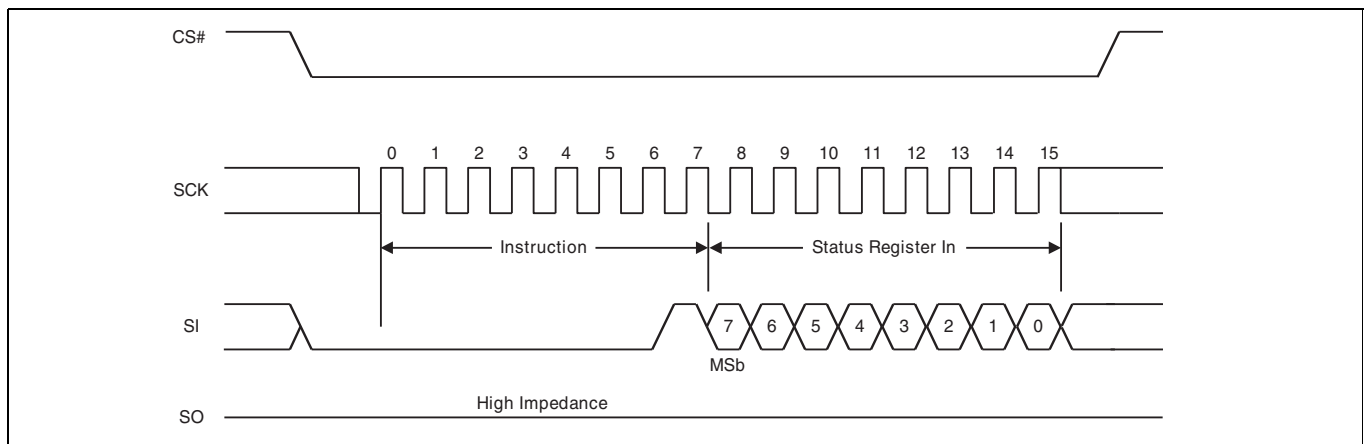 CS#
0 1 2 3 4 5 6 7 8 9 10 11 12 13 14 15
SCK
Instruction Status Register In
SI 7 6 5 4 3 2 1 0
MSb
High Impedance
SO